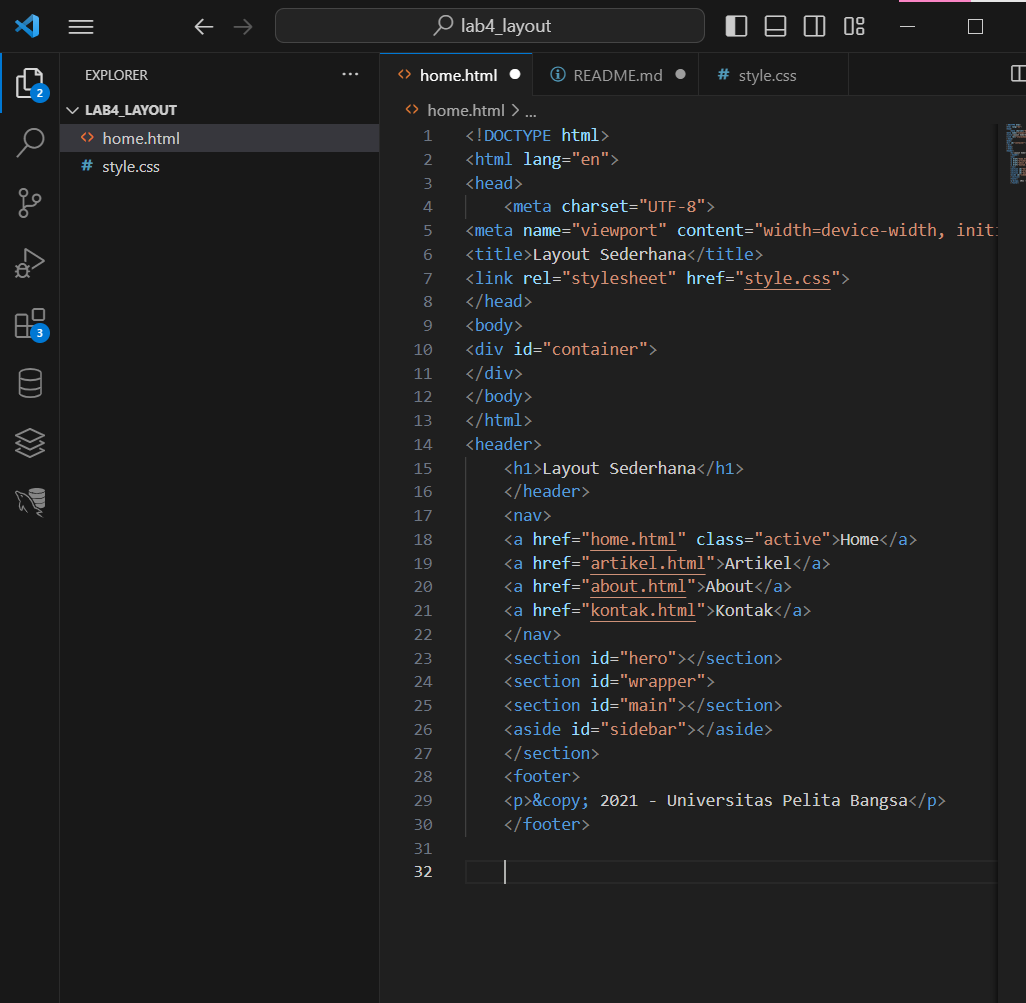 lab4_layout
2
3
EXPLORER
LAB4_LAYOUT
home.html
# style.css
home.html
README.md
# style.css
home.html > ...
1 <!DOCTYPE html>
2 <html lang="en">
3 <head>
4     <meta charset="UTF-8">
5 <meta name="viewport" content="width=device-width, initi
6 <title>Layout Sederhana</title>
7 <link rel="stylesheet" href="style.css">
8 </head>
9 <body>
10 <div id="container">
11 </div>
12 </body>
13 </html>
14 <header>
15     <h1>Layout Sederhana</h1>
16     </header>
17     <nav>
18     <a href="home.html" class="active">Home</a>
19     <a href="artikel.html">Artikel</a>
20     <a href="about.html">About</a>
21     <a href="kontak.html">Kontak</a>
22     </nav>
23     <section id="hero"></section>
24     <section id="wrapper">
25     <section id="main"></section>
26     <aside id="sidebar"></aside>
27     </section>
28     <footer>
29     <p>&copy; 2021 - Universitas Pelita Bangsa</p>
30     </footer>
31
32